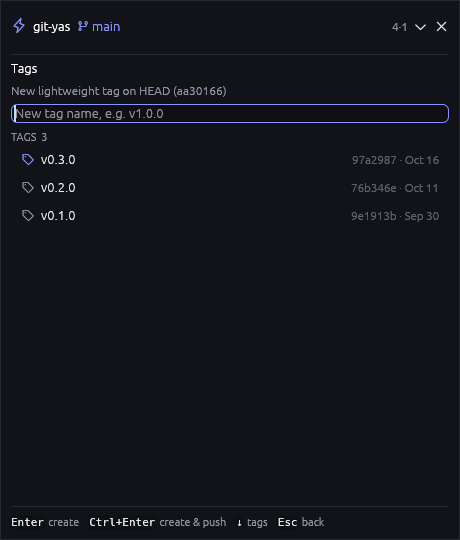 git-yas main 4·1
Tags
New lightweight tag on HEAD (aa30166)
New tag name, e.g. v1.0.0
TAGS 3
v0.3.0 97a2987 · Oct 16
v0.2.0 76b346e · Oct 11
v0.1.0 9e1913b · Sep 30
Enter create Ctrl+Enter create & push ↓ tags Esc back